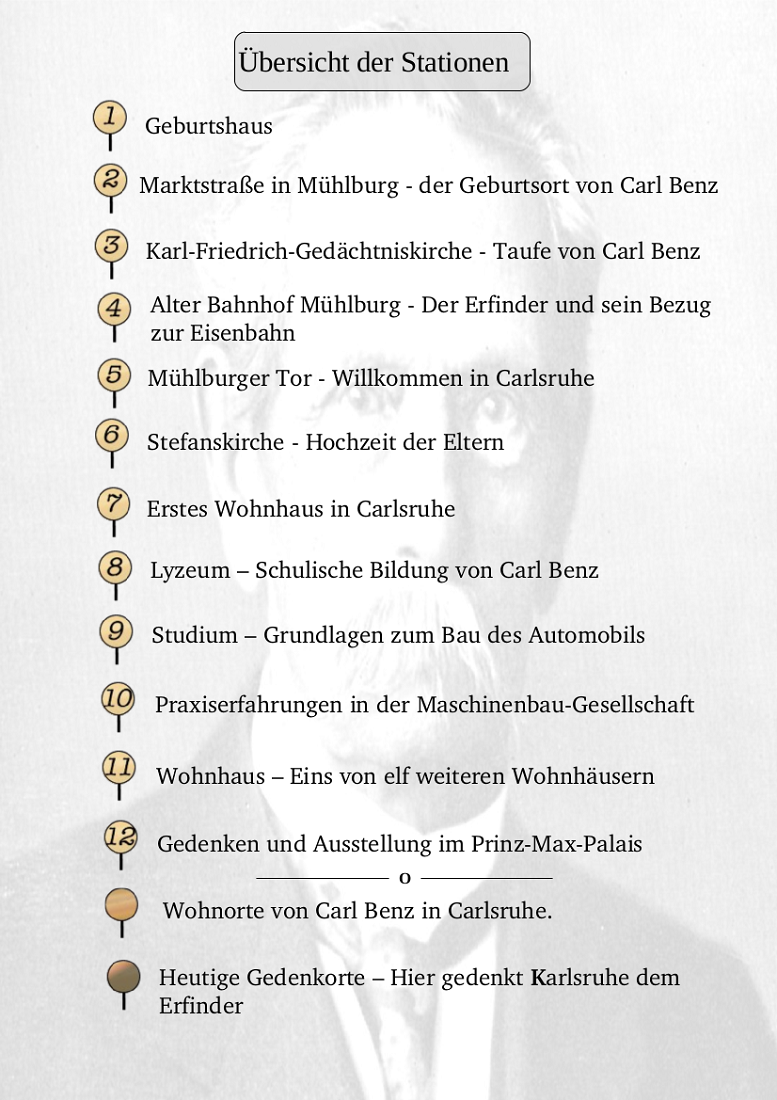 Übersicht der Stationen
1 Geburtshaus
2 Marktstraße in Mühlburg - der Geburtsort von Carl Benz
3 Karl-Friedrich-Gedächtniskirche - Taufe von Carl Benz
4 Alter Bahnhof Mühlburg - Der Erfinder und sein Bezug
zur Eisenbahn
5 Mühlburger Tor - Willkommen in Carlsruhe
6 Stefanskirche - Hochzeit der Eltern
7 Erstes Wohnhaus in Carlsruhe
8 Lyzeum – Schulische Bildung von Carl Benz
9 Studium – Grundlagen zum Bau des Automobils
10 Praxiserfahrungen in der Maschinenbau-Gesellschaft
11 Wohnhaus – Eins von elf weiteren Wohnhäusern
12 Gedenken und Ausstellung im Prinz-Max-Palais
o
Wohnorte von Carl Benz in Carlsruhe.
Heutige Gedenkorte – Hier gedenkt Karlsruhe dem
Erfinder